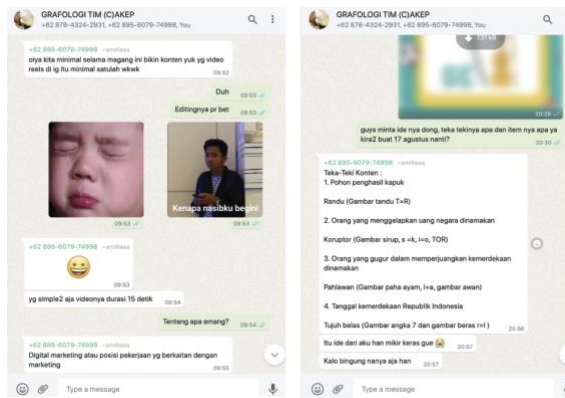 GRAFOLOGI TIM (C)AKEP
+62 878-4324-2931, +62 895-6079-74998, You
+62 895-6079-74998 ~amiliaaa
oiya kita minimal selama magang ini bikin konten yuk yg video
reels di ig itu minimal satulah wkwk
09:52
Duh
09:53
Editingnya pr bet
09:53
Kenapa nasibku begini
09:53
09:53
+62 895-6079-74998 ~amiliaaa
09:53
yg simple2 aja videonya durasi 15 detik
09:54
Tentang apa emang?
09:54
+62 895-6079-74998 ~amiliaaa
Digital marketing atau posisi pekerjaan yg berkaitan dengan
marketing
09:55
Type a message
GRAFOLOGI TIM (C)AKEP
+62 878-4324-2931, +62 895-6079-74998, You
20:29
guys minta ide nya dong, teka tekinya apa dan item nya apa ya
kira2 buat 17 agustus nanti?
20:30
+62 895-6079-74998 ~amiliaaa
Teka-Teki Konten :
1. Pohon penghasil kapuk
Randu (Gambar tandu T=R)
2. Orang yang menggelapkan uang negara dinamakan
Koruptor (Gambar sirup, s =k, i=o, TOR)
3. Orang yang gugur dalam memperjuangkan kemerdekaan
dinamakan
Pahlawan (Gambar paha ayam, l=a, gambar awan)
4. Tanggal kemerdekaan Republik Indonesia
Tujuh belas (Gambar angka 7 dan gambar beras r=l )
20:56
Itu ide dari aku han mikir keras gue
20:57
Kalo bingung nanya aja han
20:57
Type a message